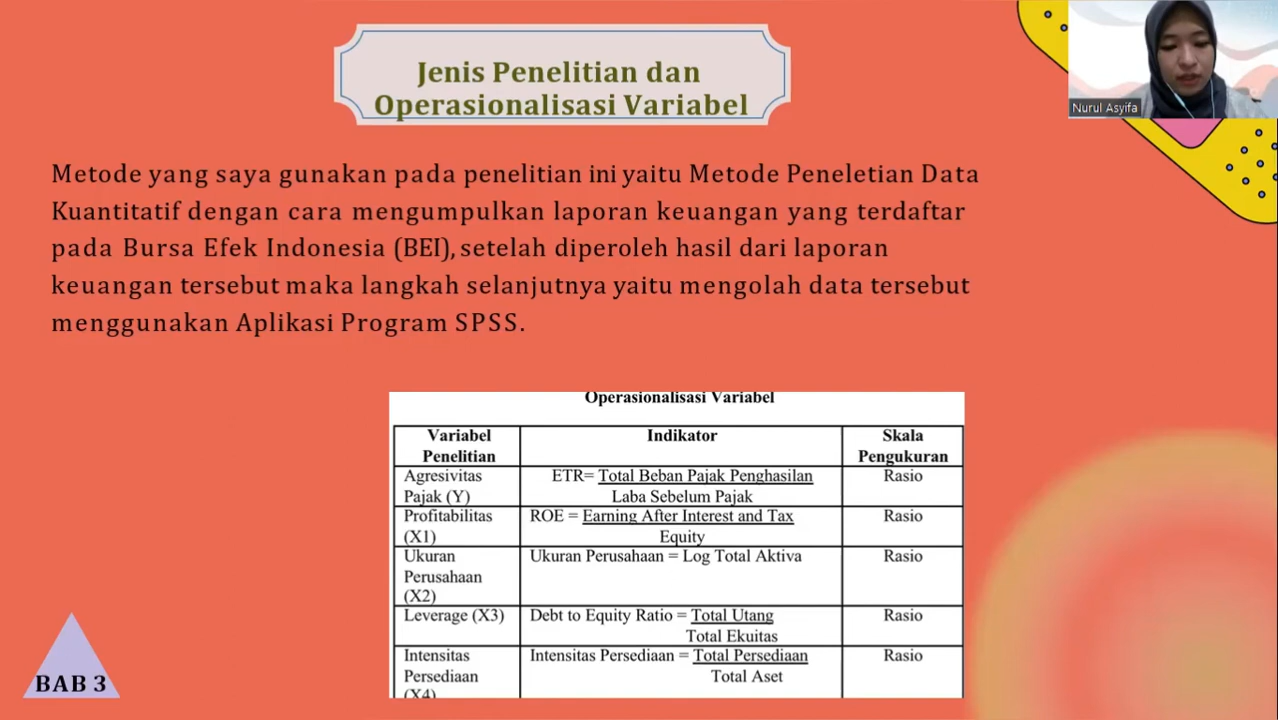 Jenis Penelitian dan
Operasionalisasi Variabel
Nurul Asyifa
Metode yang saya gunakan pada penelitian ini yaitu Metode Peneletian Data
Kuantitatif dengan cara mengumpulkan laporan keuangan yang terdaftar
pada Bursa Efek Indonesia (BEI), setelah diperoleh hasil dari laporan
keuangan tersebut maka langkah selanjutnya yaitu mengolah data tersebut
menggunakan Aplikasi Program SPSS.
Operasionalisasi Variabel
Variabel
Penelitian
Indikator
Skala
Pengukuran
Agresivitas
Pajak (Y)
ETR= Total Beban Pajak Penghasilan
Laba Sebelum Pajak
Rasio
Profitabilitas
(X1)
ROE = Earning After Interest and Tax
Equity
Rasio
Ukuran
Perusahaan
(X2)
Ukuran Perusahaan = Log Total Aktiva
Rasio
Leverage (X3)
Debt to Equity Ratio = Total Utang
Total Ekuitas
Rasio
Intensitas
Persediaan
(X4)
Intensitas Persediaan = Total Persediaan
Total Aset
Rasio
BAB 3